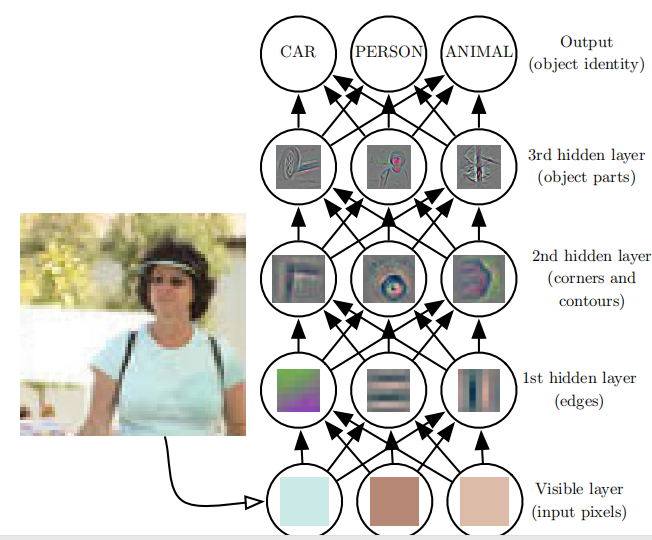 CAR
PERSON
ANIMAL
Output
(object identity)
3rd hidden layer
(object parts)
2nd hidden layer
(corners and
contours)
1st hidden layer
(edges)
Visible layer
(input pixels)